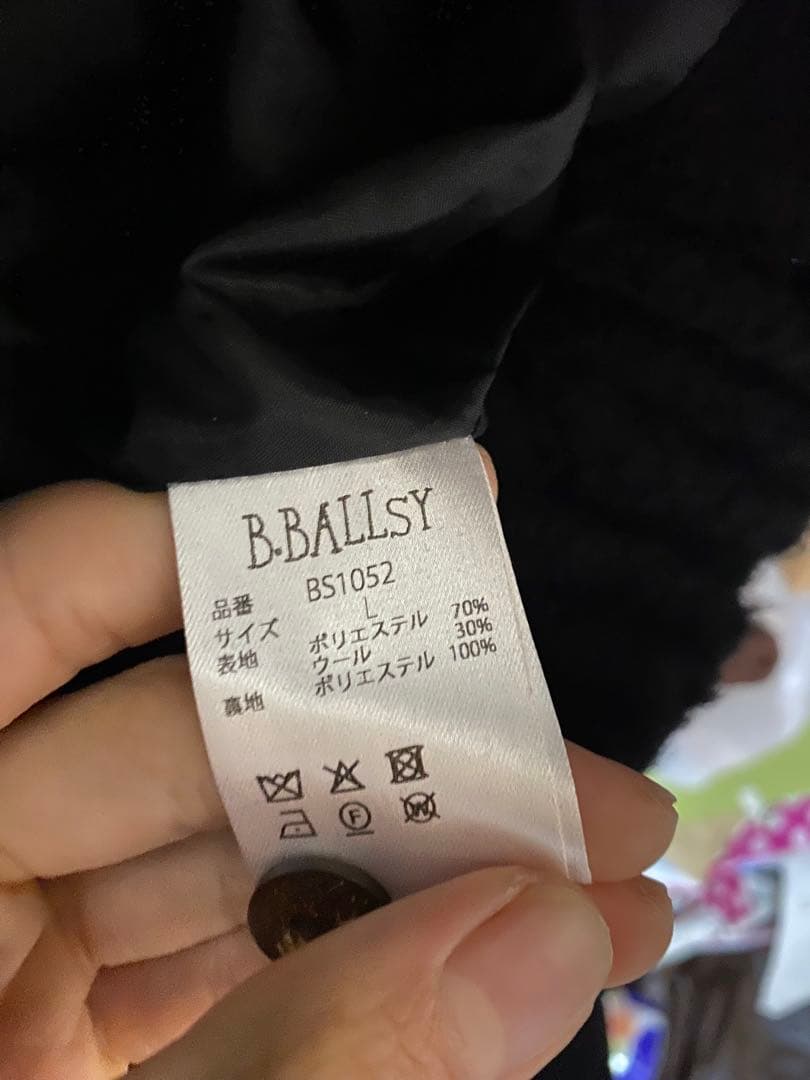 B.BALLSY
品番 BS1052
サイズ L
表地 ポリエステル 70%
ウール 30%
裏地 ポリエステル 100%
F W